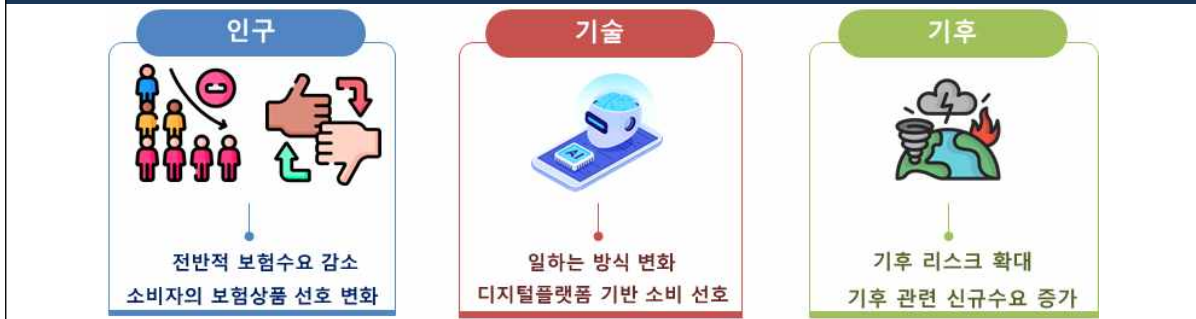 인구
전반적 보험수요 감소
소비자의 보험상품 선호 변화
기술
AI
일하는 방식 변화
디지털플랫폼 기반 소비 선호
기후
기후 리스크 확대
기후 관련 신규수요 증가